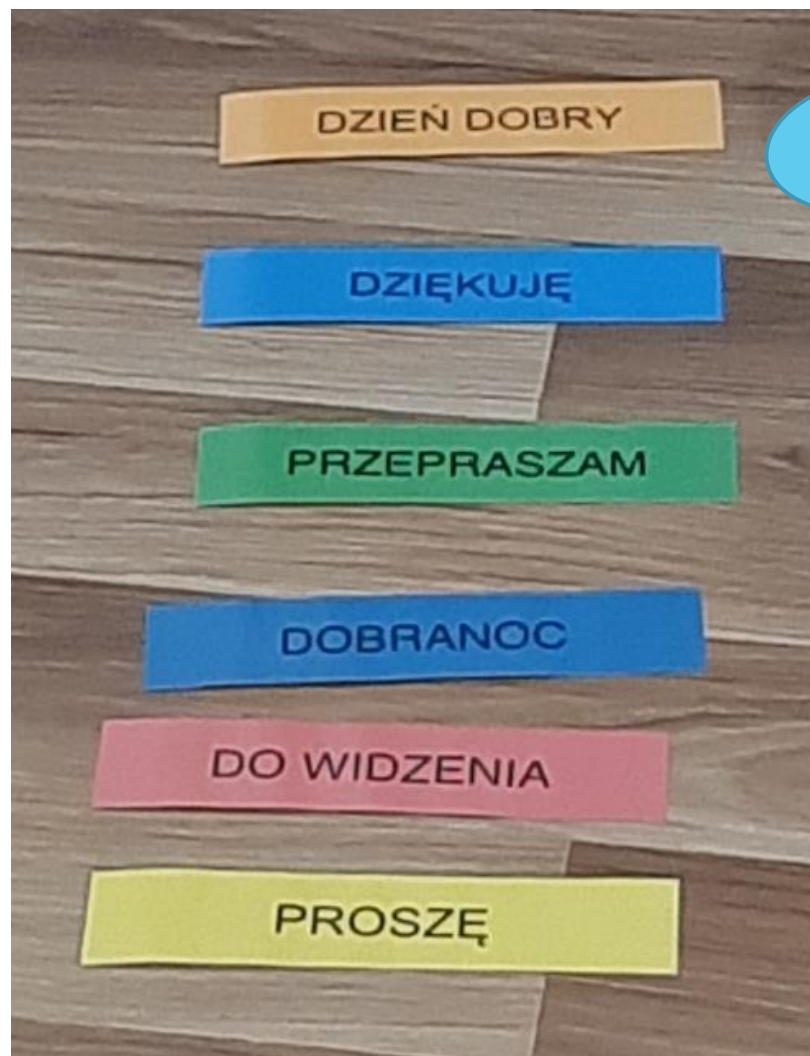 DZIEŃ DOBRY
DZIĘKUJĘ
PRZEPRASZAM
DOBRANOC
DO WIDZENIA
PROSZĘ